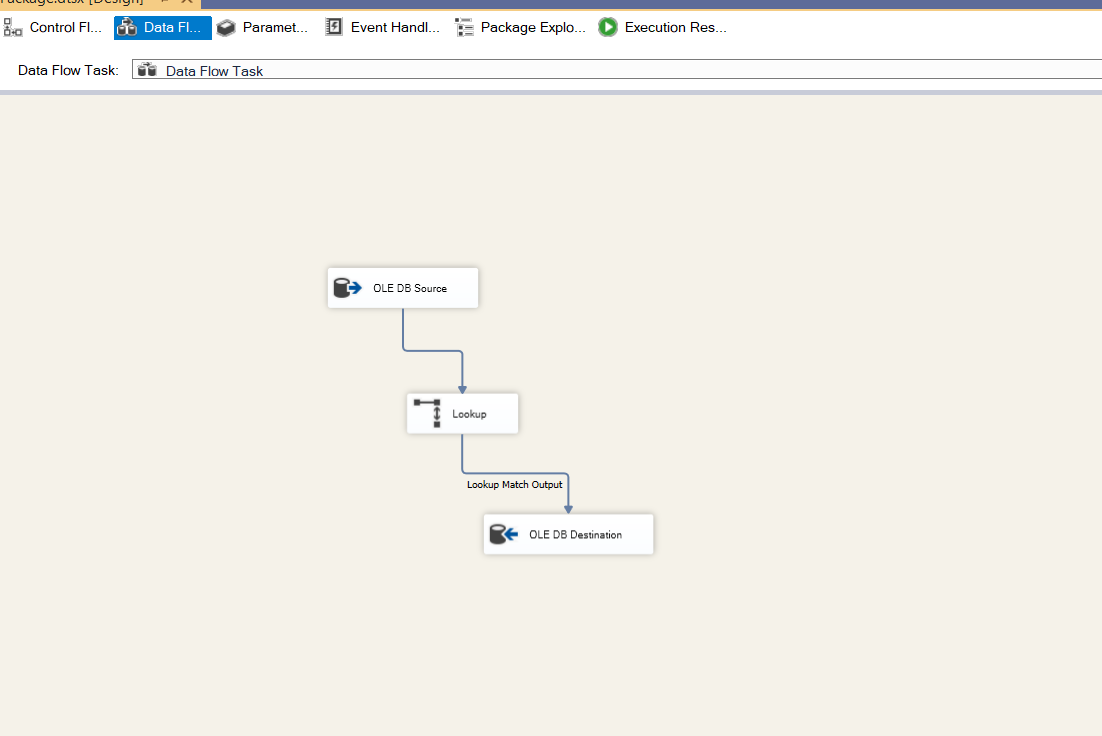 Package.dtsx [Design]
Control Fl... Data Fl... Paramet... Event Handl... Package Explo... Execution Res...
Data Flow Task: Data Flow Task
OLE DB Source
Lookup
Lookup Match Output
OLE DB Destination